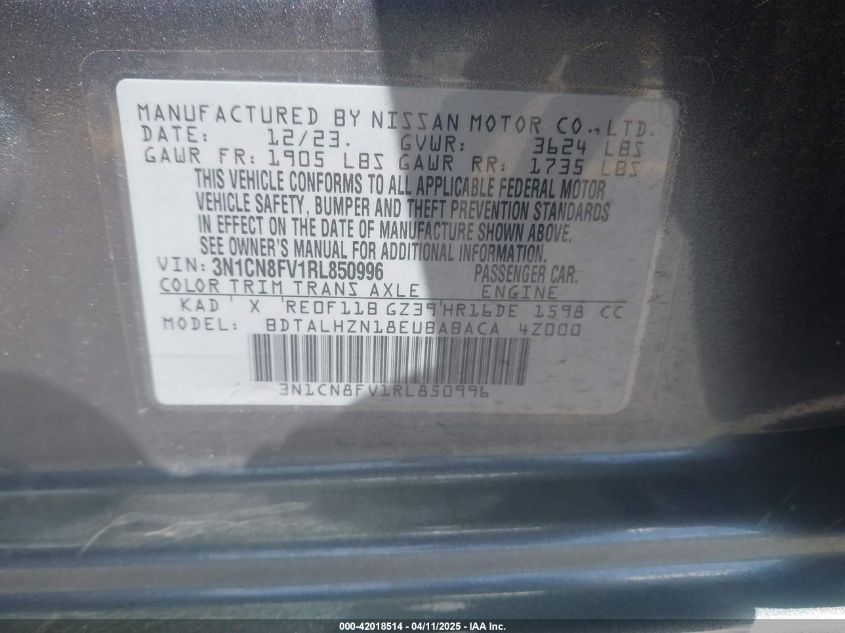 MANUFACTURED BY NISSAN MOTOR CO., LTD.
DATE: 12/23. GVWR: 3624 LBS
GAWR FR: 1905 LBS GAWR RR: 1735 LBS
THIS VEHICLE CONFORMS TO ALL APPLICABLE FEDERAL MOTOR
VEHICLE SAFETY, BUMPER AND THEFT PREVENTION STANDARDS
IN EFFECT ON THE DATE OF MANUFACTURE SHOWN ABOVE.
SEE OWNER'S MANUAL FOR ADDITIONAL INFORMATION.
VIN: 3N1CN8FV1RL850996 PASSENGER CAR.
COLOR TRIM TRANS AXLE ENGINE
KAD X RE0F11B GZ39 HR16DE 1598 CC
MODEL: BDTALHZN18EUBABACA 4Z000
3N1CN8FV1RL850996
000-42018514 - 04/11/2025 - IAA Inc.